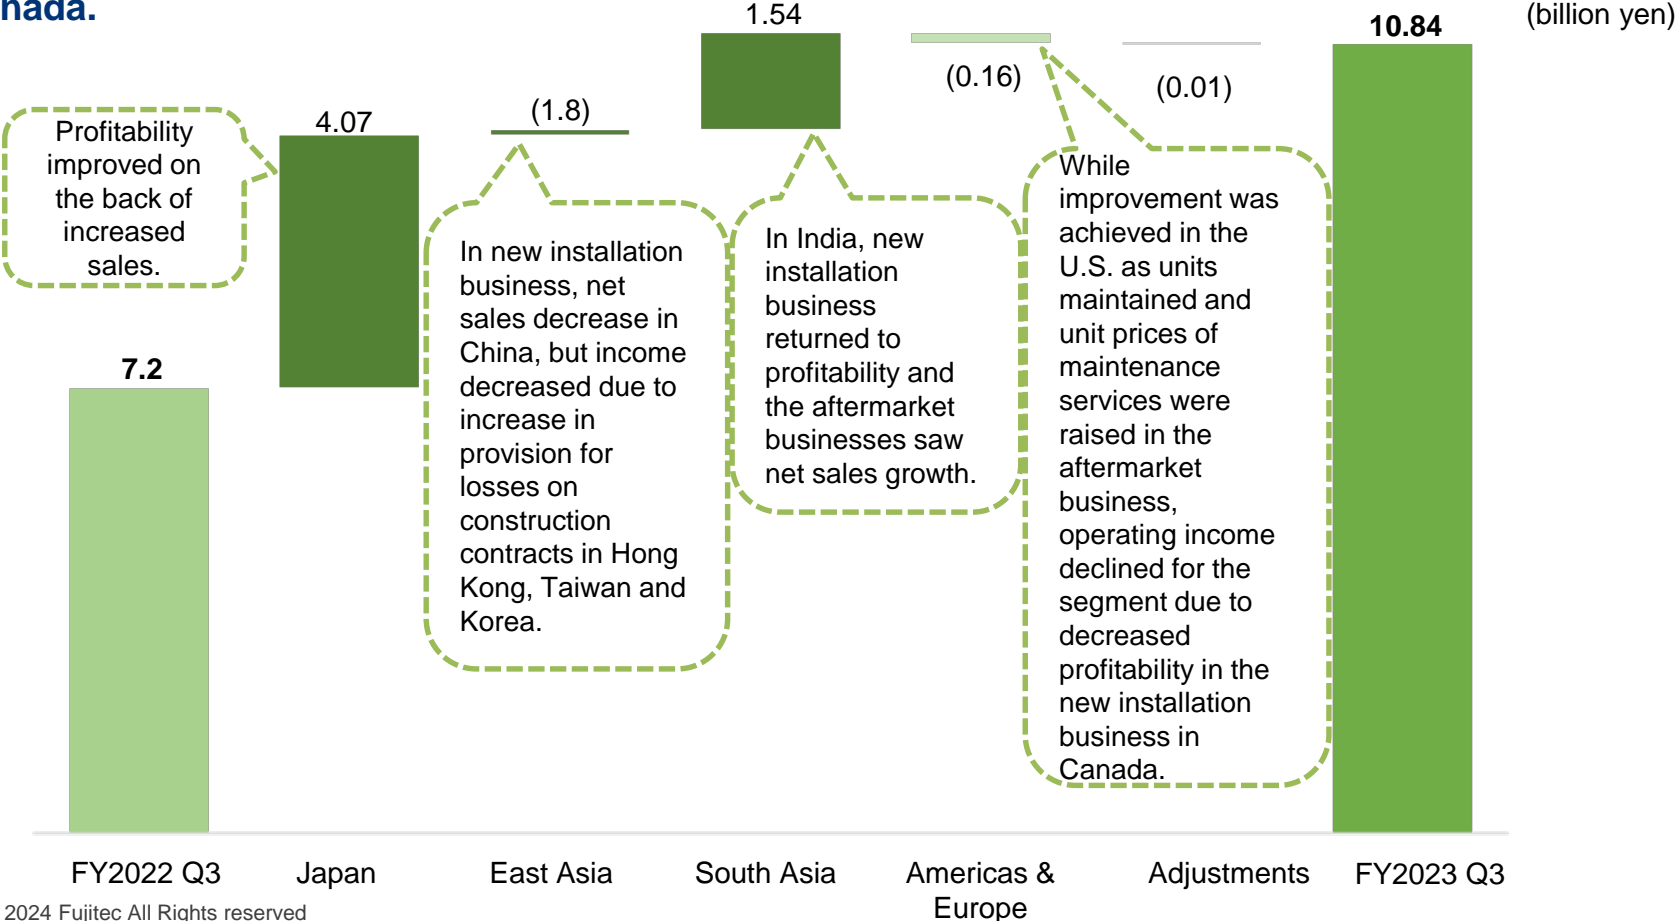 nada.
(billion yen)
1.54
10.84
(0.16)
(0.01)
4.07
(1.8)
Profitability
improved on
the back of
increased
sales.
7.2
In new installation
business, net
sales decrease in
China, but income
decreased due to
increase in
provision for
losses on
construction
contracts in Hong
Kong, Taiwan and
Korea.
In India, new
installation
business
returned to
profitability and
the aftermarket
businesses saw
net sales growth.
While
improvement was
achieved in the
U.S. as units
maintained and
unit prices of
maintenance
services were
raised in the
aftermarket
business,
operating income
declined for the
segment due to
decreased
profitability in the
new installation
business in
Canada.
FY2022 Q3
Japan
East Asia
South Asia
Americas &
Europe
Adjustments
FY2023 Q3
2024 Fujitec All Rights reserved